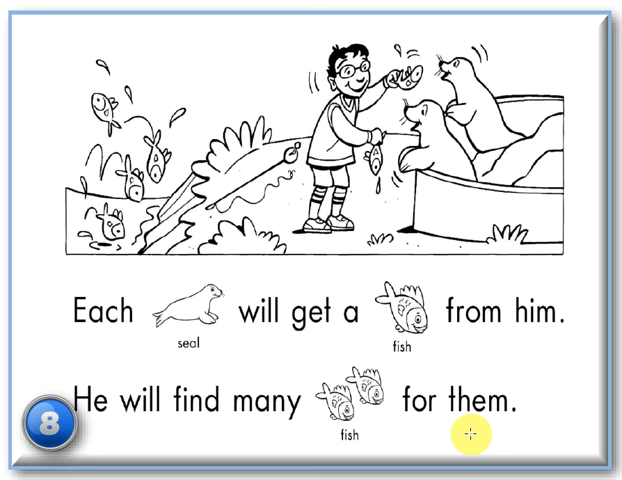 Each will get a from him.
seal fish
He will find many for them.
fish
8